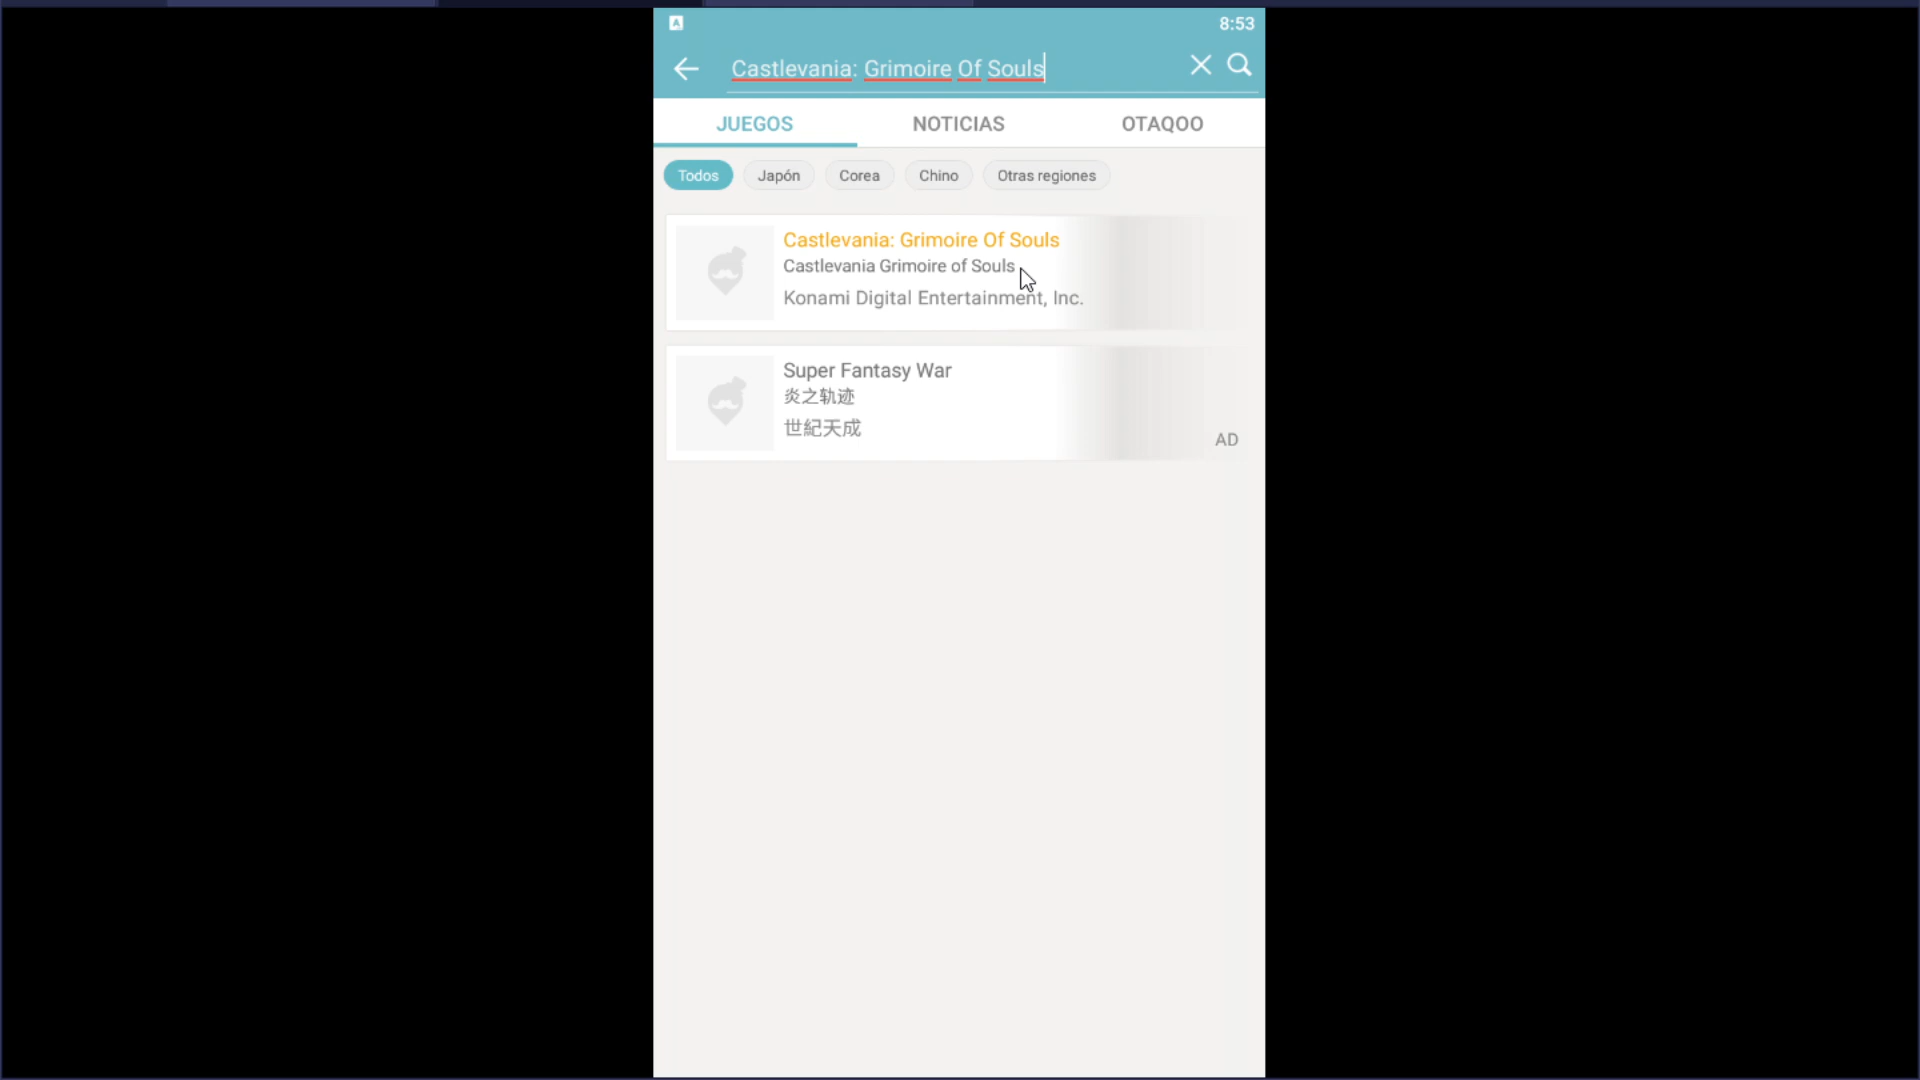 8:53
Castlevania: Grimoire Of Souls
JUEGOS
NOTICIAS
OTAQOO
Todos
Japón
Corea
Chino
Otras regiones
Castlevania: Grimoire Of Souls
Castlevania Grimoire of Souls
Konami Digital Entertainment, Inc.
Super Fantasy War
炎之轨迹
世紀天成
AD